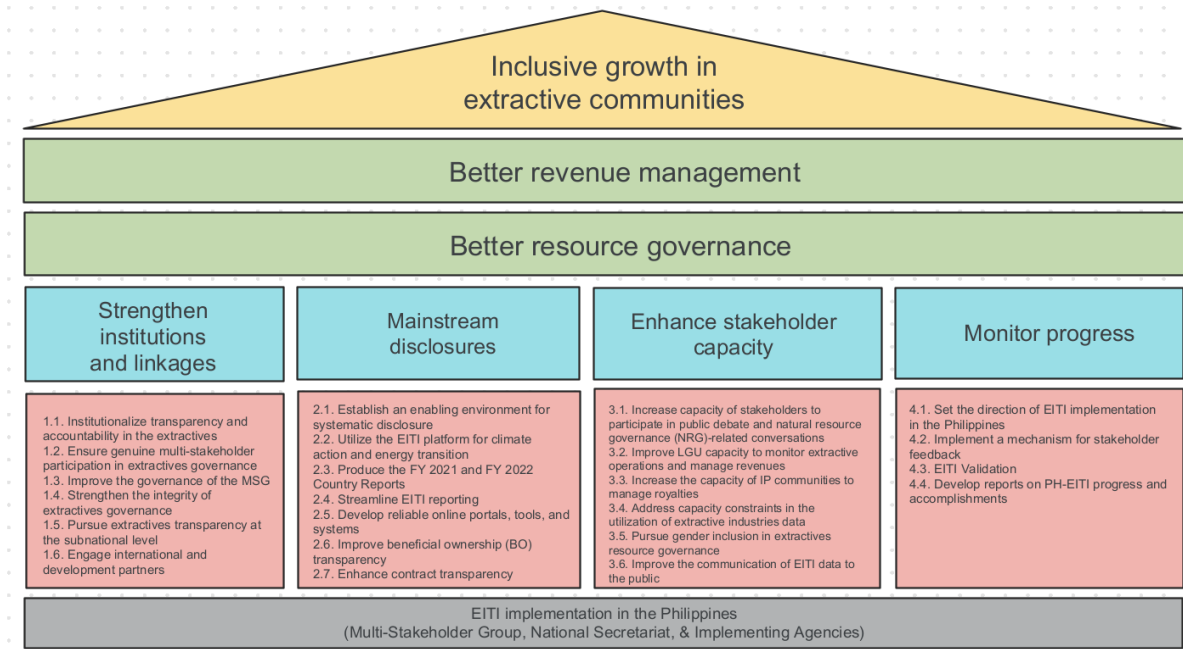 Inclusive growth in
extractive communities
Better revenue management
Better resource governance
Strengthen
institutions
and linkages
Mainstream
disclosures
Enhance stakeholder
capacity
Monitor progress
1.1. Institutionalize transparency and
accountability in the extractives
1.2. Ensure genuine multi-stakeholder
participation in extractives governance
1.3. Improve the governance of the MSG
1.4. Strengthen the integrity of
extractives governance
1.5. Pursue extractives transparency at
the subnational level
1.6. Engage international and
development partners
2.1. Establish an enabling environment for
systematic disclosure
2.2. Utilize the EITI platform for climate
action and energy transition
2.3. Produce the FY 2021 and FY 2022
Country Reports
2.4. Streamline EITI reporting
2.5. Develop reliable online portals, tools, and
systems
2.6. Improve beneficial ownership (BO)
transparency
2.7. Enhance contract transparency
3.1. Increase capacity of stakeholders to
participate in public debate and natural resource
governance (NRG)-related conversations
3.2. Improve LGU capacity to monitor extractive
operations and manage revenues
3.3. Increase the capacity of IP communities to
manage royalties
3.4. Address capacity constraints in the
utilization of extractive industries data
3.5. Pursue gender inclusion in extractives
resource governance
3.6. Improve the communication of EITI data to
the public
4.1. Set the direction of EITI implementation
in the Philippines
4.2. Implement a mechanism for stakeholder
feedback
4.3. EITI Validation
4.4. Develop reports on PH-EITI progress and
accomplishments
EITI implementation in the Philippines
(Multi-Stakeholder Group, National Secretariat, & Implementing Agencies)